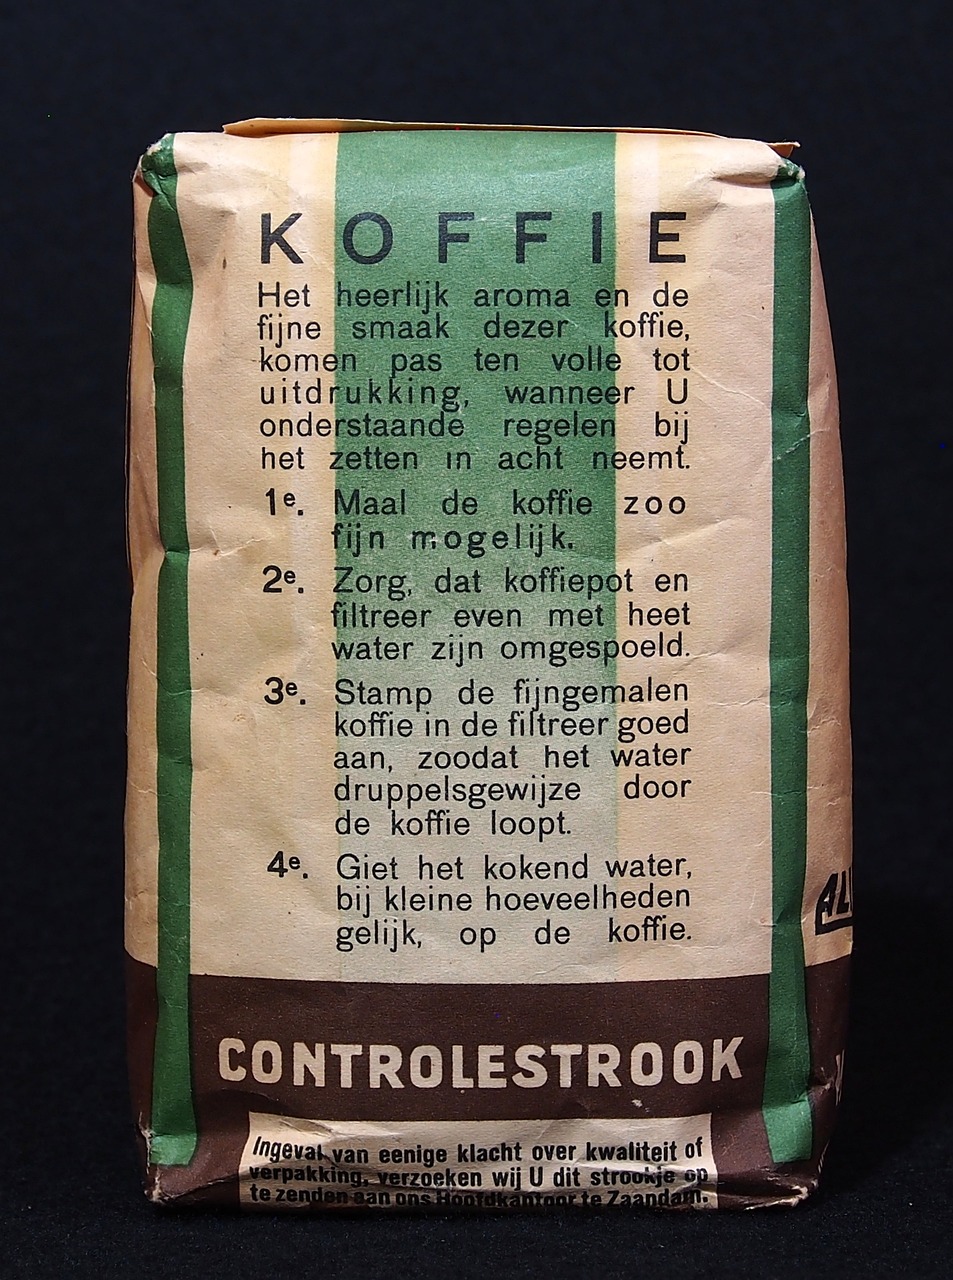 KOFFIE
Het heerlijk aroma en de
fijne smaak dezer koffie,
komen pas ten volle tot
uitdrukking, wanneer U
onderstaande regelen bij
het zetten in acht neemt.
1e. Maal de koffie zoo
fijn mogelijk.
2e. Zorg, dat koffiepot en
filtreer even met heet
water zijn omgespoeld.
3e. Stamp de fijngemalen
koffie in de filtreer goed
aan, zoodat het water
druppelsgewijze door
de koffie loopt.
4e. Giet het kokend water,
bij kleine hoeveelheden
gelijk, op de koffie.
CONTROLESTROOK
Ingeval van eenige klacht over kwaliteit of
verpakking, verzoeken wij U dit strookje op
te zenden aan ons Hoofdkantoor te Zaandam.